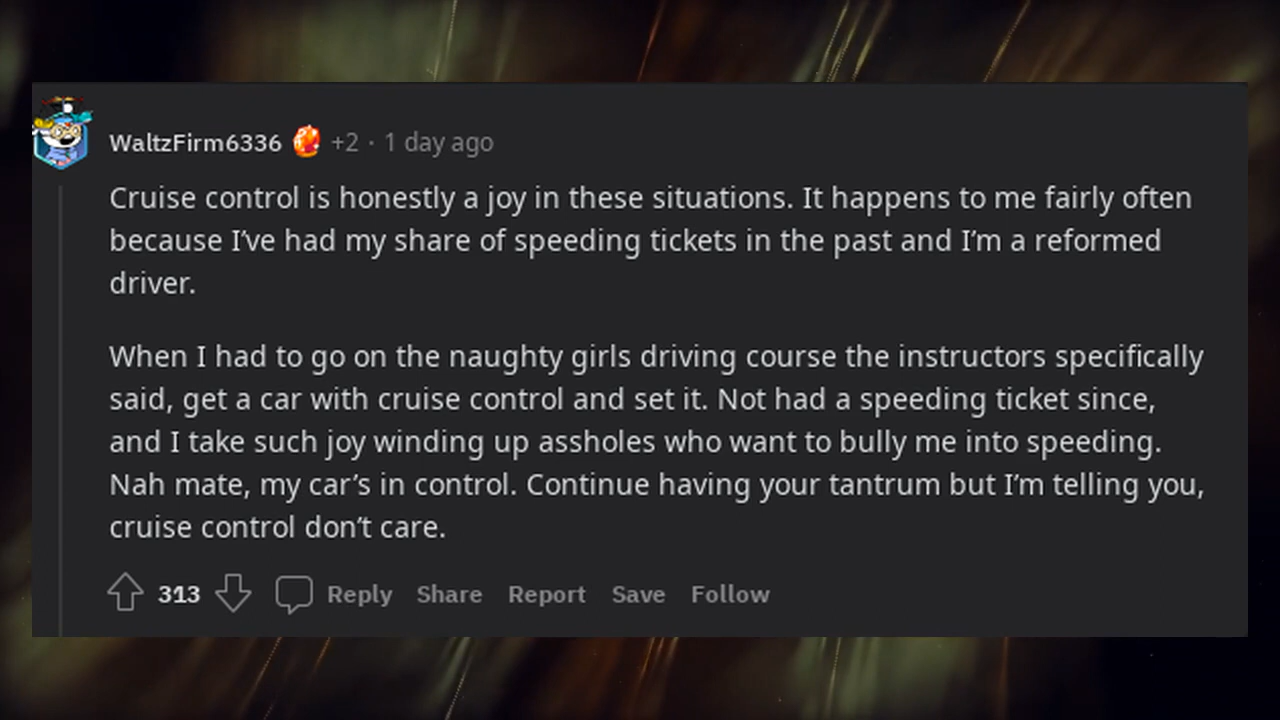 WaltzFirm6336 +2 · 1 day ago
Cruise control is honestly a joy in these situations. It happens to me fairly often
because I’ve had my share of speeding tickets in the past and I’m a reformed
driver.
When I had to go on the naughty girls driving course the instructors specifically
said, get a car with cruise control and set it. Not had a speeding ticket since,
and I take such joy winding up assholes who want to bully me into speeding.
Nah mate, my car’s in control. Continue having your tantrum but I’m telling you,
cruise control don’t care.
313 Reply Share Report Save Follow